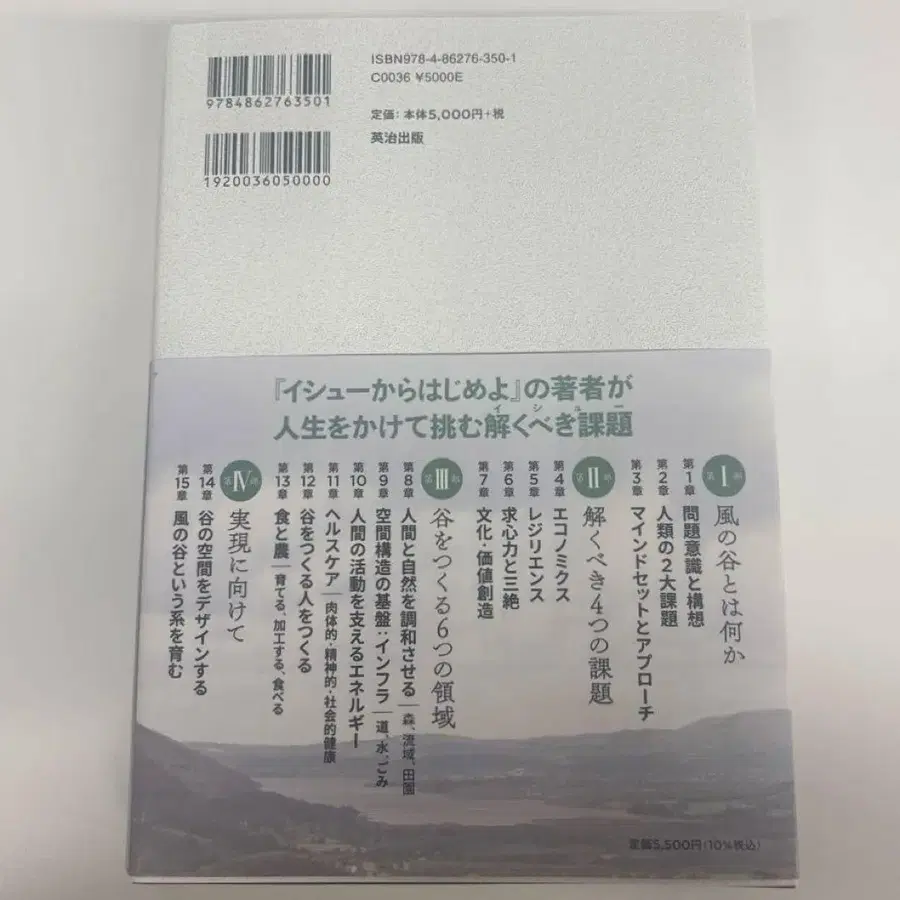 ISBN978-4-86276-350-1
C0036 ¥5000E
9784862763501
定価:本体5,000円+税
英治出版
1920036050000
『イシューからはじめよ』の著者が
人生をかけて挑む解くべき課題
イシュー
第Ⅰ部
風の谷とは何か
第1章 問題意識と構想
第2章 人類の2大課題
第3章 マインドセットとアプローチ
第Ⅱ部
解くべき4つの課題
第4章 エコノミクス
第5章 レジリエンス
第6章 求心力と三絶
第7章 文化・価値創造
第Ⅲ部
谷をつくる6つの領域
第8章 人間と自然を調和させる|森、流域、田園
第9章 空間構造の基盤:インフラ|道、水、ごみ
第10章 人間の活動を支えるエネルギー
第11章 ヘルスケア|肉体的・精神的・社会的健康
第12章 谷をつくる人をつくる
第13章 食と農|育てる、加工する、食べる
第Ⅳ部
実現に向けて
第14章 谷の空間をデザインする
第15章 風の谷という系を育む
定価5,500円(10%税込)